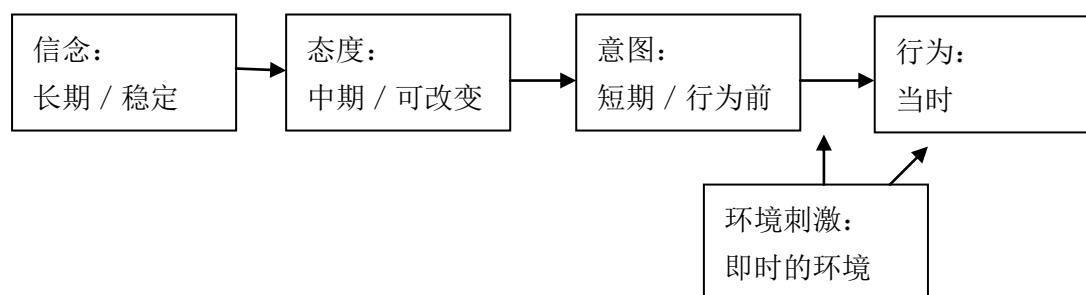 信念：
长期 / 稳定
态度：
中期 / 可改变
意图：
短期 / 行为前
行为：
当时
环境刺激：
即时的环境